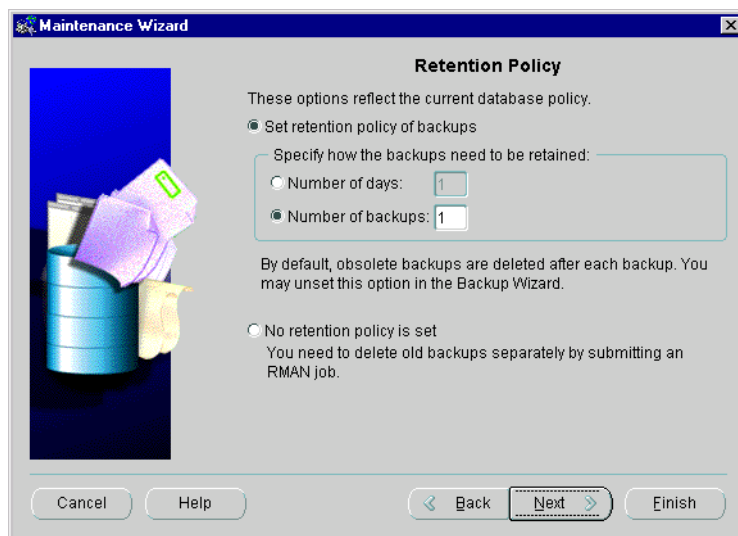 Maintenance Wizard
Retention Policy
These options reflect the current database policy.
Set retention policy of backups
Specify how the backups need to be retained:
Number of days: 1
Number of backups: 1
By default, obsolete backups are deleted after each backup. You
may unset this option in the Backup Wizard.
No retention policy is set
You need to delete old backups separately by submitting an
RMAN job.
Cancel Help Back Next Finish